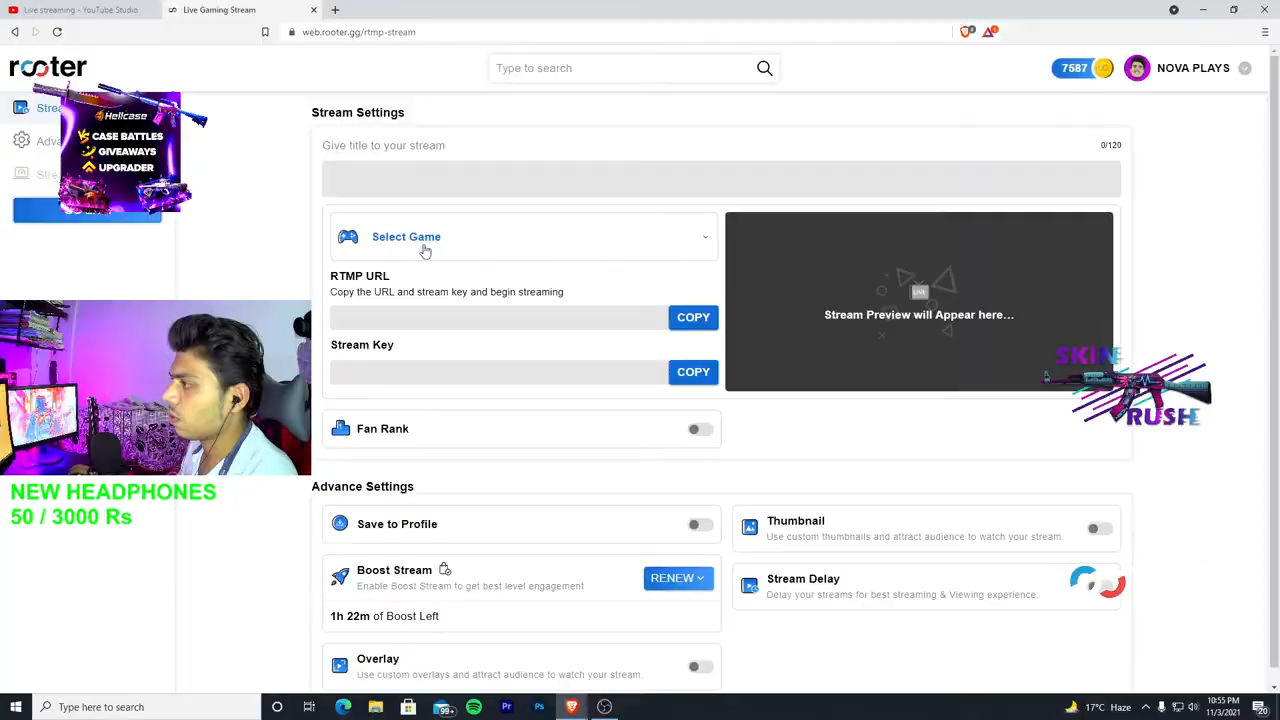 Live streaming - YouTube Studio
Live Gaming Stream
web.rooter.gg/rtmp-stream
rooter
Type to search
7587
NOVA PLAYS
Hellcase
CASE BATTLES
GIVEAWAYS
UPGRADER
Stream Settings
Give title to your stream
0/120
Select Game
RTMP URL
Copy the URL and stream key and begin streaming
COPY
Stream Key
COPY
LIVE
Stream Preview will Appear here...
SKIN
RUSH
Fan Rank
NEW HEADPHONES
50 / 3000 Rs
Advance Settings
Save to Profile
Thumbnail
Use custom thumbnails and attract audience to watch your stream.
Boost Stream
Enable Boost Stream to get best level engagement
RENEW
1h 22m of Boost Left
Stream Delay
Delay your streams for best streaming & Viewing experience.
Overlay
Use custom overlays and attract audience to watch your stream.
Type here to search
99+
Pr
Ps
17°C Haze
10:55 PM
11/3/2021
20